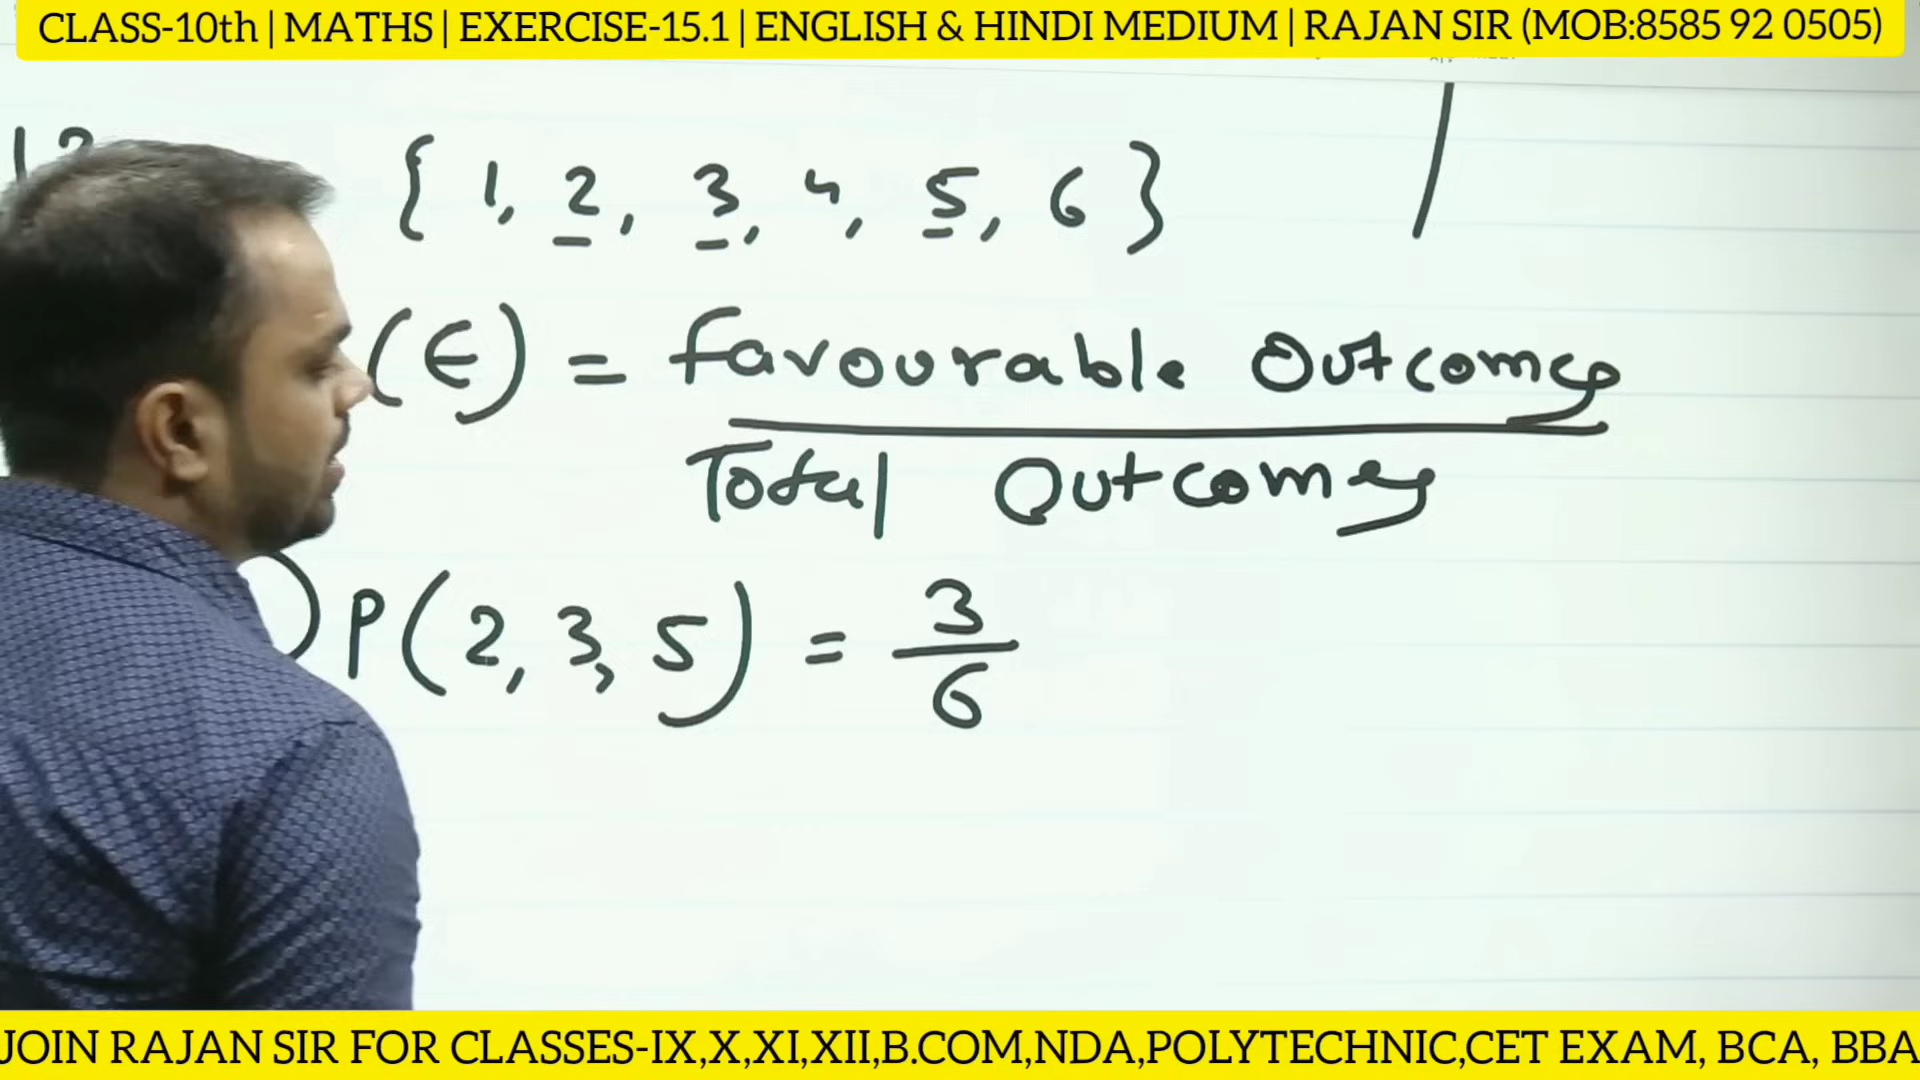 CLASS-10th | MATHS | EXERCISE-15.1 | ENGLISH & HINDI MEDIUM | RAJAN SIR (MOB:8585 92 0505)
{ 1, 2, 3, 4, 5, 6 }
(E) = favourable Outcomes
Total Outcomes
P(2, 3, 5) = 3/6
JOIN RAJAN SIR FOR CLASSES-IX,X,XI,XII,B.COM,NDA,POLYTECHNIC,CET EXAM, BCA, BBA